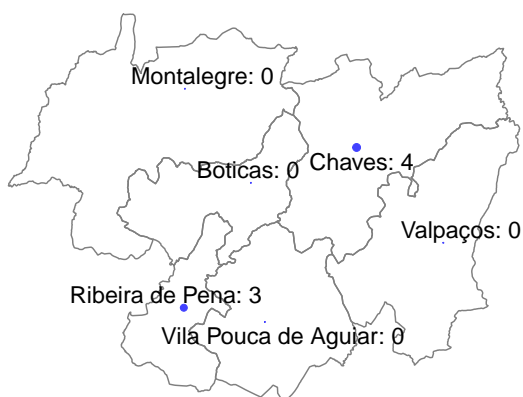 Montalegre: 0
Boticas: 0
Chaves: 4
Valpaços: 0
Ribeira de Pena: 3
Vila Pouca de Aguiar: 0